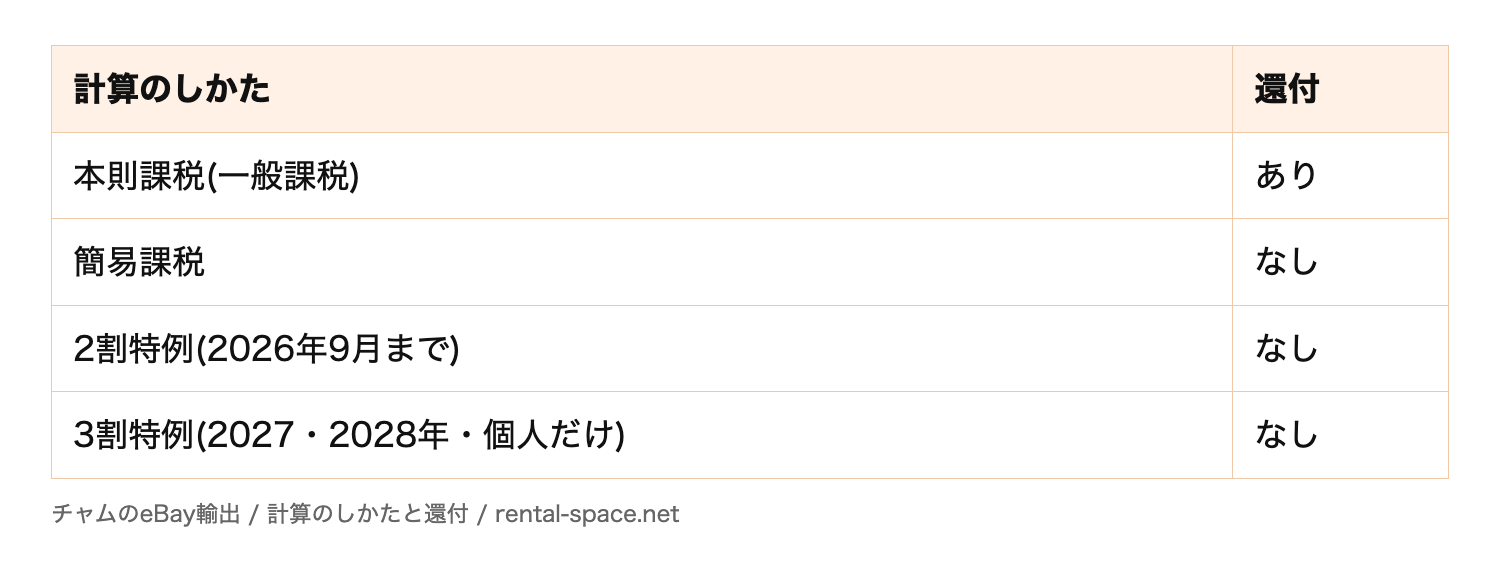 計算のしかた 還付
本則課税(一般課税) あり
簡易課税 なし
2割特例(2026年9月まで) なし
3割特例(2027・2028年・個人だけ) なし
チャムのeBay輸出 / 計算のしかたと還付 / rental-space.net